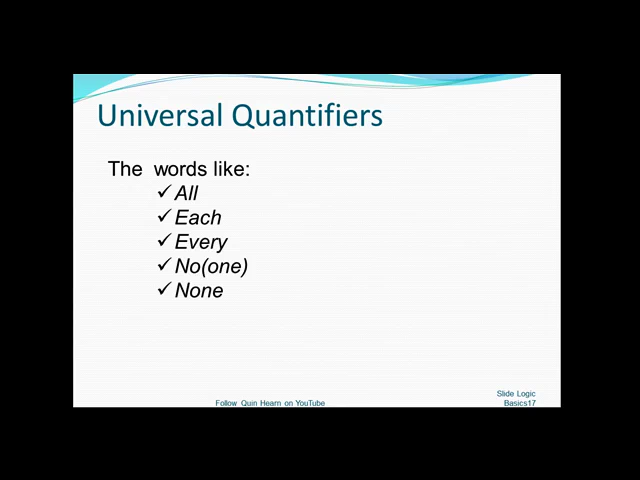 Universal Quantifiers
The words like:
✓ All
✓ Each
✓ Every
✓ No(one)
✓ None
Slide Logic
Follow Quin Hearn on YouTube
Basics17